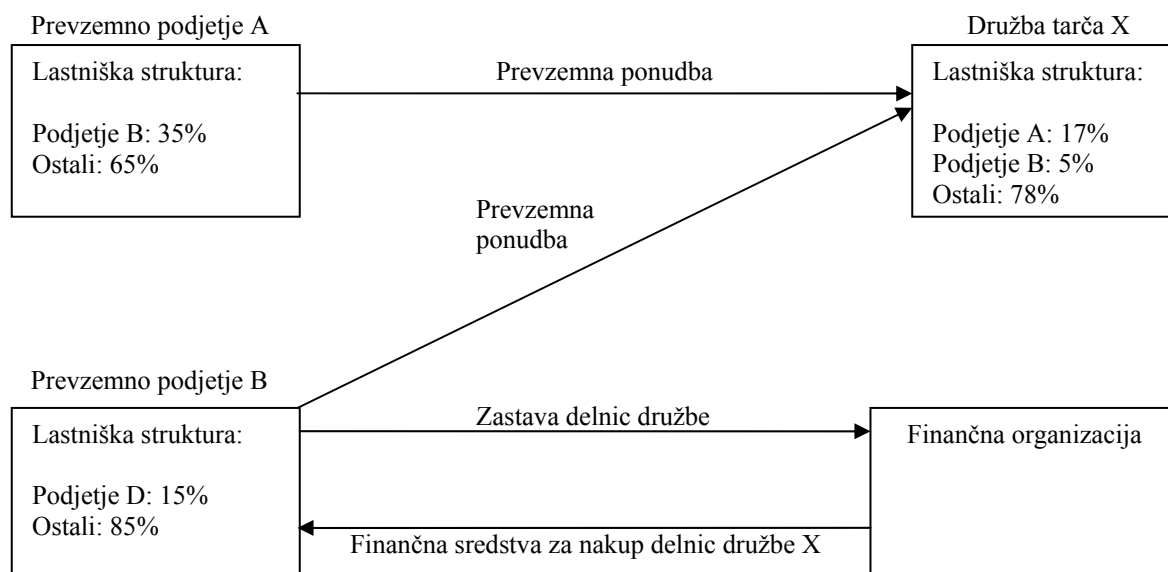 Prevzemno podjetje A
Lastniška struktura:
Podjetje B: 35%
Ostali: 65%
Prevzemna ponudba
Družba tarča X
Lastniška struktura:
Podjetje A: 17%
Podjetje B: 5%
Ostali: 78%
Prevzemna
ponudba
Prevzemno podjetje B
Lastniška struktura:
Podjetje D: 15%
Ostali: 85%
Zastava delnic družbe
Finančna sredstva za nakup delnic družbe X
Finančna organizacija